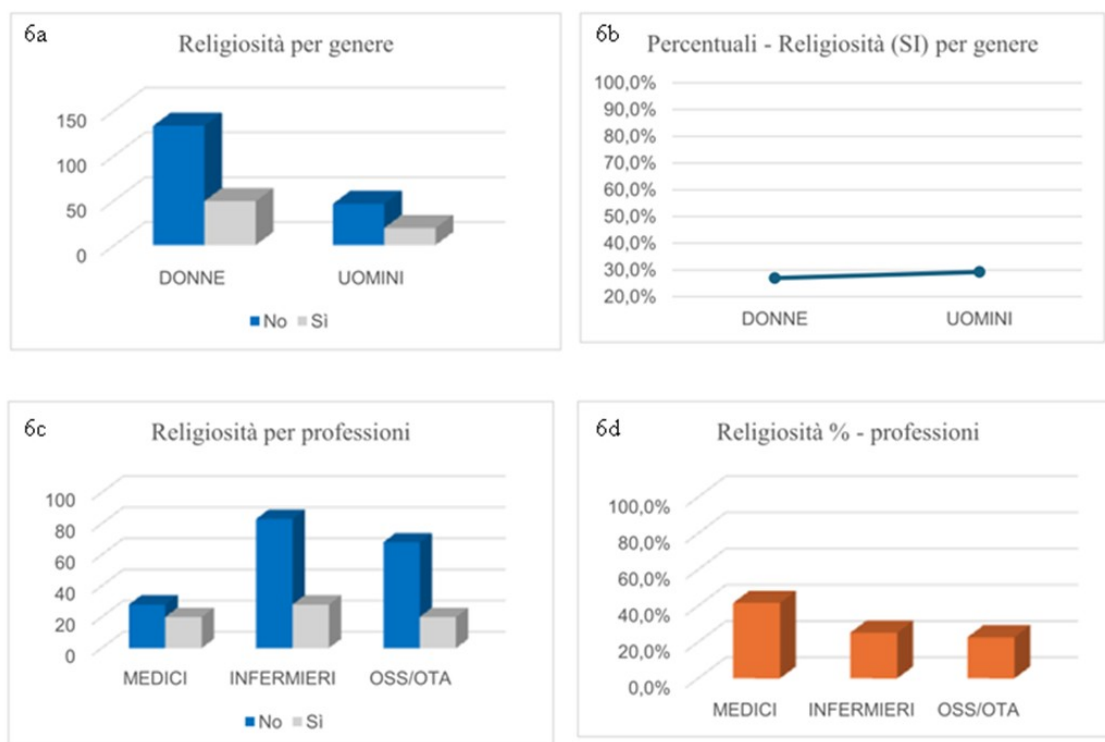 6a
Religiosità per genere
150
100
50
0
DONNE
UOMINI
No
Sì
6b
Percentuali - Religiosità (SI) per genere
100,0%
90,0%
80,0%
70,0%
60,0%
50,0%
40,0%
30,0%
20,0%
DONNE
UOMINI
6c
Religiosità per professioni
100
80
60
40
20
0
MEDICI
INFERMIERI
OSS/OTA
No
Sì
6d
Religiosità % - professioni
100,0%
80,0%
60,0%
40,0%
20,0%
0,0%
MEDICI
INFERMIERI
OSS/OTA